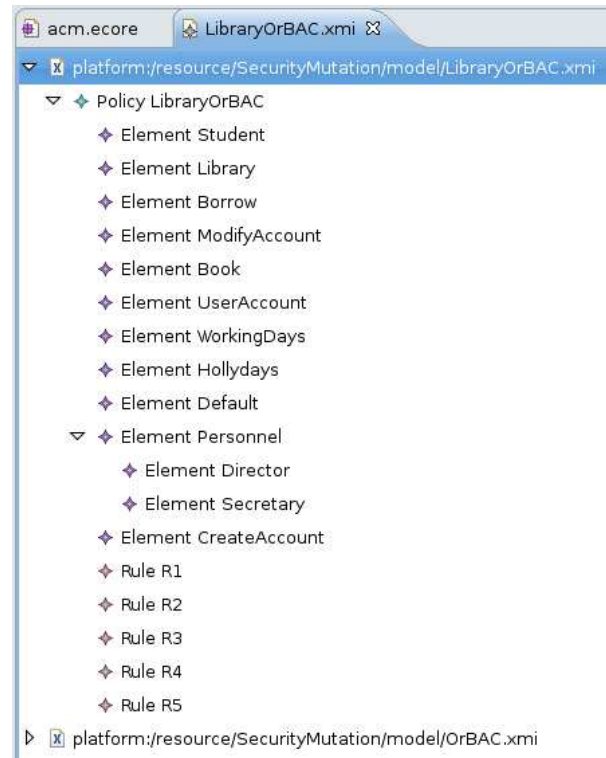 acm.ecore LibraryOrBAC.xmi
platform:/resource/SecurityMutation/model/LibraryOrBAC.xmi
Policy LibraryOrBAC
Element Student
Element Library
Element Borrow
Element ModifyAccount
Element Book
Element UserAccount
Element WorkingDays
Element Hollydays
Element Default
Element Personnel
Element Director
Element Secretary
Element CreateAccount
Rule R1
Rule R2
Rule R3
Rule R4
Rule R5
platform:/resource/SecurityMutation/model/OrBAC.xmi